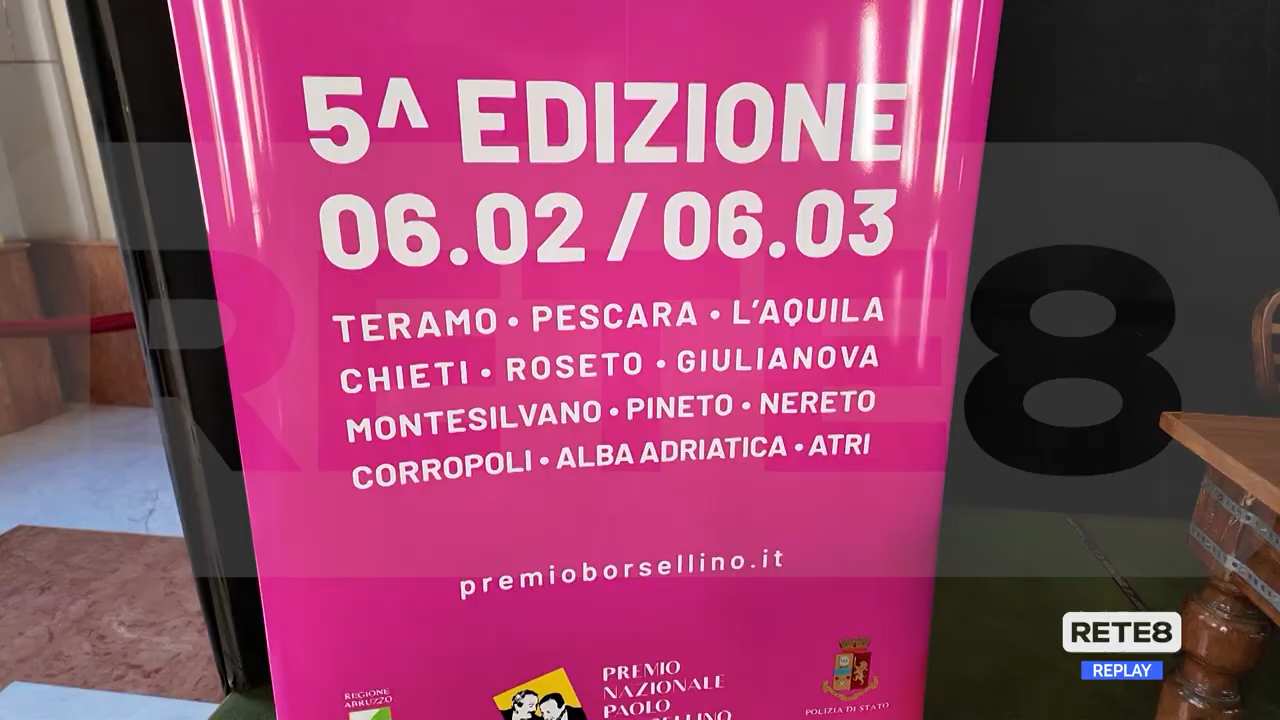 5^ EDIZIONE
06.02 / 06.03
TERAMO • PESCARA • L'AQUILA
CHIETI • ROSETO • GIULIANOVA
MONTESILVANO • PINETO • NERETO
CORROPOLI • ALBA ADRIATICA • ATRI
premioborsellino.it
REGIONE
ABRUZZO
PREMIO
NAZIONALE
PAOLO
BORSELLINO
POLIZIA DI STATO
RETE8
RETE8
REPLAY